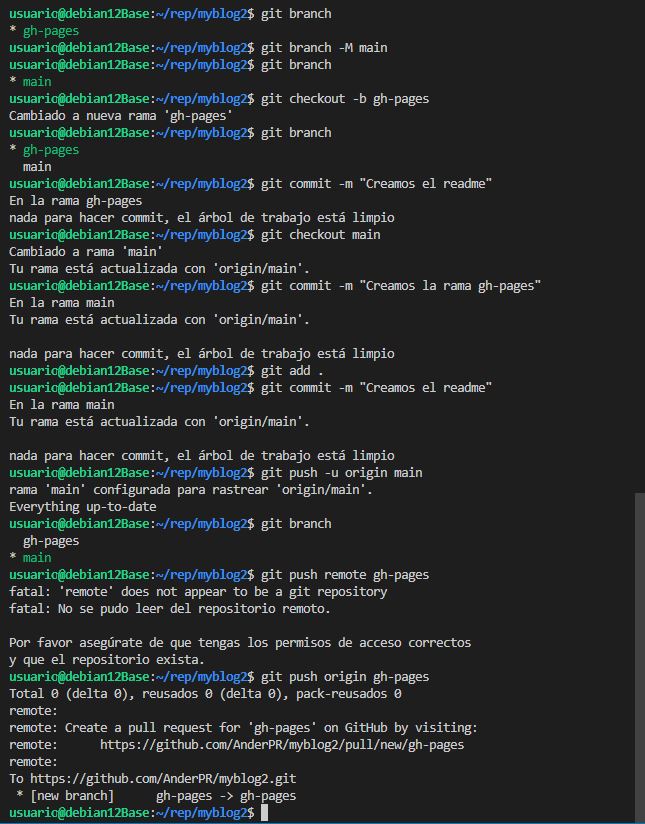 usuario@debian12Base:~/rep/myblog2$ git branch
* gh-pages
usuario@debian12Base:~/rep/myblog2$ git branch -M main
usuario@debian12Base:~/rep/myblog2$ git branch
* main
usuario@debian12Base:~/rep/myblog2$ git checkout -b gh-pages
Cambiado a nueva rama 'gh-pages'
usuario@debian12Base:~/rep/myblog2$ git branch
* gh-pages
  main
usuario@debian12Base:~/rep/myblog2$ git commit -m "Creamos el readme"
En la rama gh-pages
nada para hacer commit, el árbol de trabajo está limpio
usuario@debian12Base:~/rep/myblog2$ git checkout main
Cambiado a rama 'main'
Tu rama está actualizada con 'origin/main'.
usuario@debian12Base:~/rep/myblog2$ git commit -m "Creamos la rama gh-pages"
En la rama main
Tu rama está actualizada con 'origin/main'.

nada para hacer commit, el árbol de trabajo está limpio
usuario@debian12Base:~/rep/myblog2$ git add .
usuario@debian12Base:~/rep/myblog2$ git commit -m "Creamos el readme"
En la rama main
Tu rama está actualizada con 'origin/main'.

nada para hacer commit, el árbol de trabajo está limpio
usuario@debian12Base:~/rep/myblog2$ git push -u origin main
rama 'main' configurada para rastrear 'origin/main'.
Everything up-to-date
usuario@debian12Base:~/rep/myblog2$ git branch
  gh-pages
* main
usuario@debian12Base:~/rep/myblog2$ git push remote gh-pages
fatal: 'remote' does not appear to be a git repository
fatal: No se pudo leer del repositorio remoto.

Por favor asegúrate de que tengas los permisos de acceso correctos
y que el repositorio exista.
usuario@debian12Base:~/rep/myblog2$ git push origin gh-pages
Total 0 (delta 0), reusados 0 (delta 0), pack-reusados 0
remote:
remote: Create a pull request for 'gh-pages' on GitHub by visiting:
remote:      https://github.com/AnderPR/myblog2/pull/new/gh-pages
remote:
To https://github.com/AnderPR/myblog2.git
 * [new branch]      gh-pages -> gh-pages
usuario@debian12Base:~/rep/myblog2$